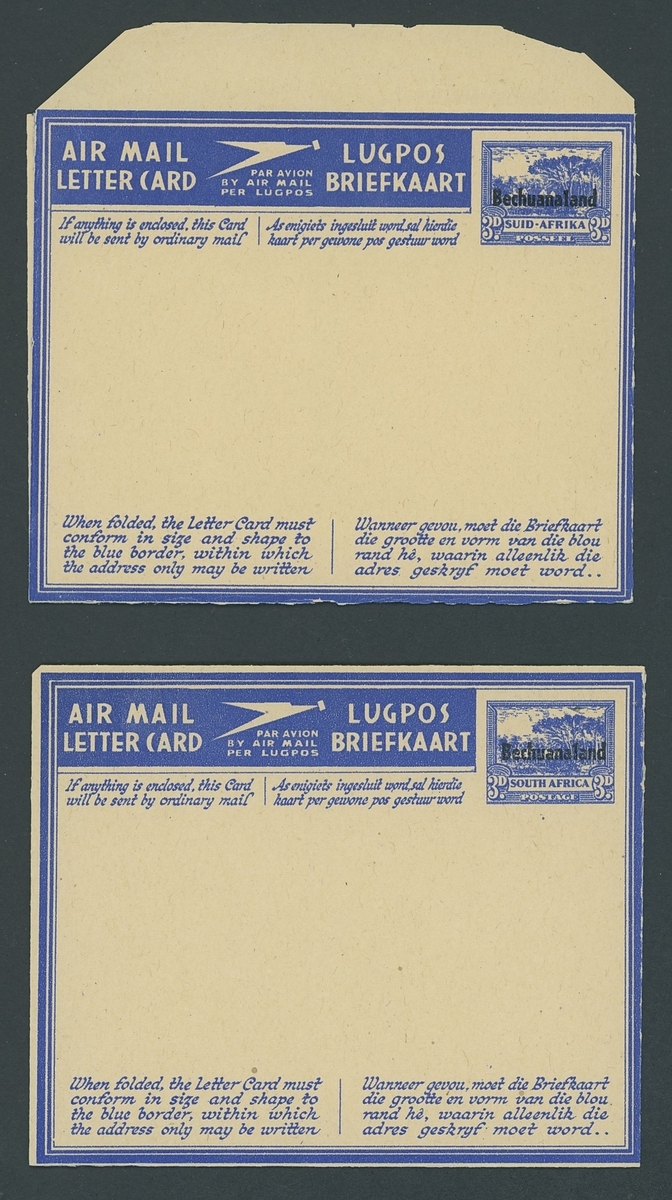 AIR MAIL
LETTER CARD
PAR AVION
BY AIR MAIL
PER LUGPOS
LUGPOS
BRIEFKAART
Bechuanaland
3D SUID-AFRIKA 3D
POSSEEL
If anything is enclosed, this Card
will be sent by ordinary mail
As enigiets ingesluit word, sal hierdie
kaart per gewone pos gestuur word
When folded, the letter Card must
conform in size and shape to
the blue border, within which
the address only may be written
Wanneer gevou, moet die Briefkaart
die grootte en vorm van die blou
rand hê, waarin alleenlik die
adres geskryf moet word..
AIR MAIL
LETTER CARD
PAR AVION
BY AIR MAIL
PER LUGPOS
LUGPOS
BRIEFKAART
Bechuanaland
3D SOUTH AFRICA 3D
POSTAGE
If anything is enclosed, this Card
will be sent by ordinary mail
As enigiets ingesluit word, sal hierdie
kaart per gewone pos gestuur word
When folded, the letter Card must
conform in size and shape to
the blue border, within which
the address only may be written
Wanneer gevou, moet die Briefkaart
die grootte en vorm van die blou
rand hê, waarin alleenlik die
adres geskryf moet word..